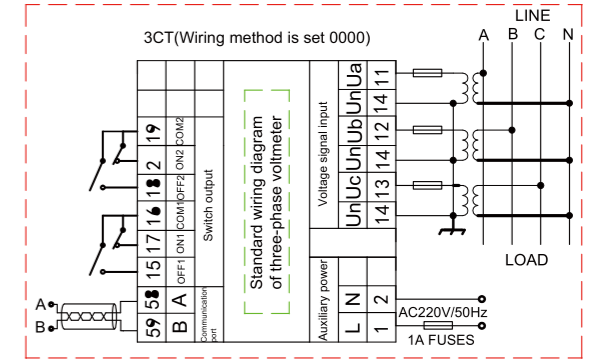 LINE
3CT(Wiring method is set 0000)
A B C N
19 COM2
2 ON2
18 OFF2
16 COM1
17 ON1
15 OFF1
Switch output
58 A
59 B
Communication
port
A
B
Standard wiring diagram
of three-phase voltmeter
Voltage signal input
Ua 11
Un 14
Ub 12
Un 14
Uc 13
Un 14
Auxiliary power
N 2
L 1
LOAD
AC220V/50Hz
1A FUSES